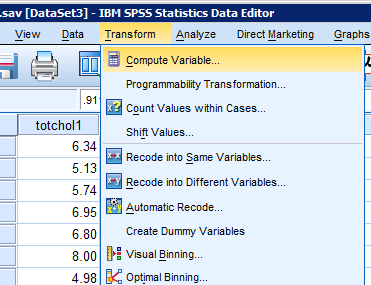 .sav [DataSet3] - IBM SPSS Statistics Data Editor
View Data Transform Analyze Direct Marketing Graphs
Compute Variable...
Programmability Transformation...
.91
Count Values within Cases...
totchol1
Shift Values...
6.34
5.13
Recode into Same Variables...
5.74
Recode into Different Variables...
6.95
Automatic Recode...
6.80
Create Dummy Variables
8.00
Visual Binning...
4.98
Optimal Binning...